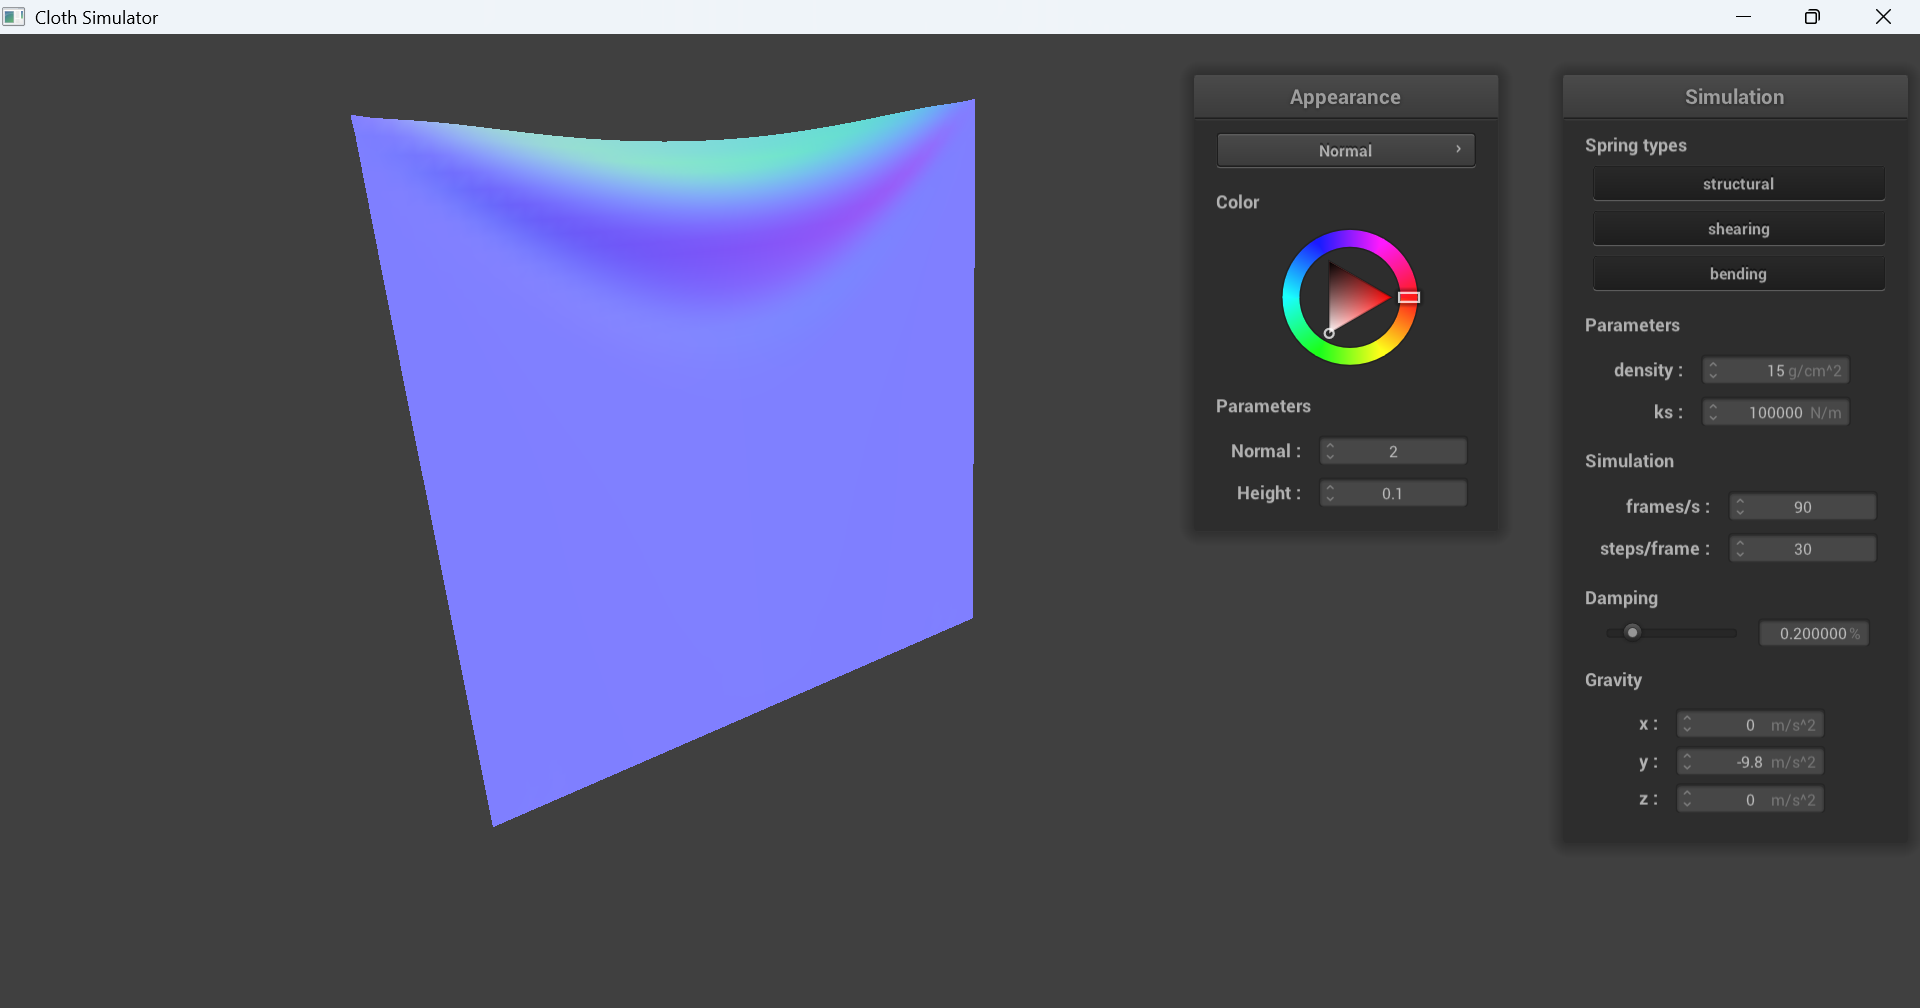 Cloth Simulator
Appearance
Normal
Color
Parameters
Normal : 2
Height : 0.1
Simulation
Spring types
structural
shearing
bending
Parameters
density : 15 g/cm^2
ks : 100000 N/m
Simulation
frames/s : 90
steps/frame : 30
Damping
0.200000 %
Gravity
x : 0 m/s^2
y : -9.8 m/s^2
z : 0 m/s^2